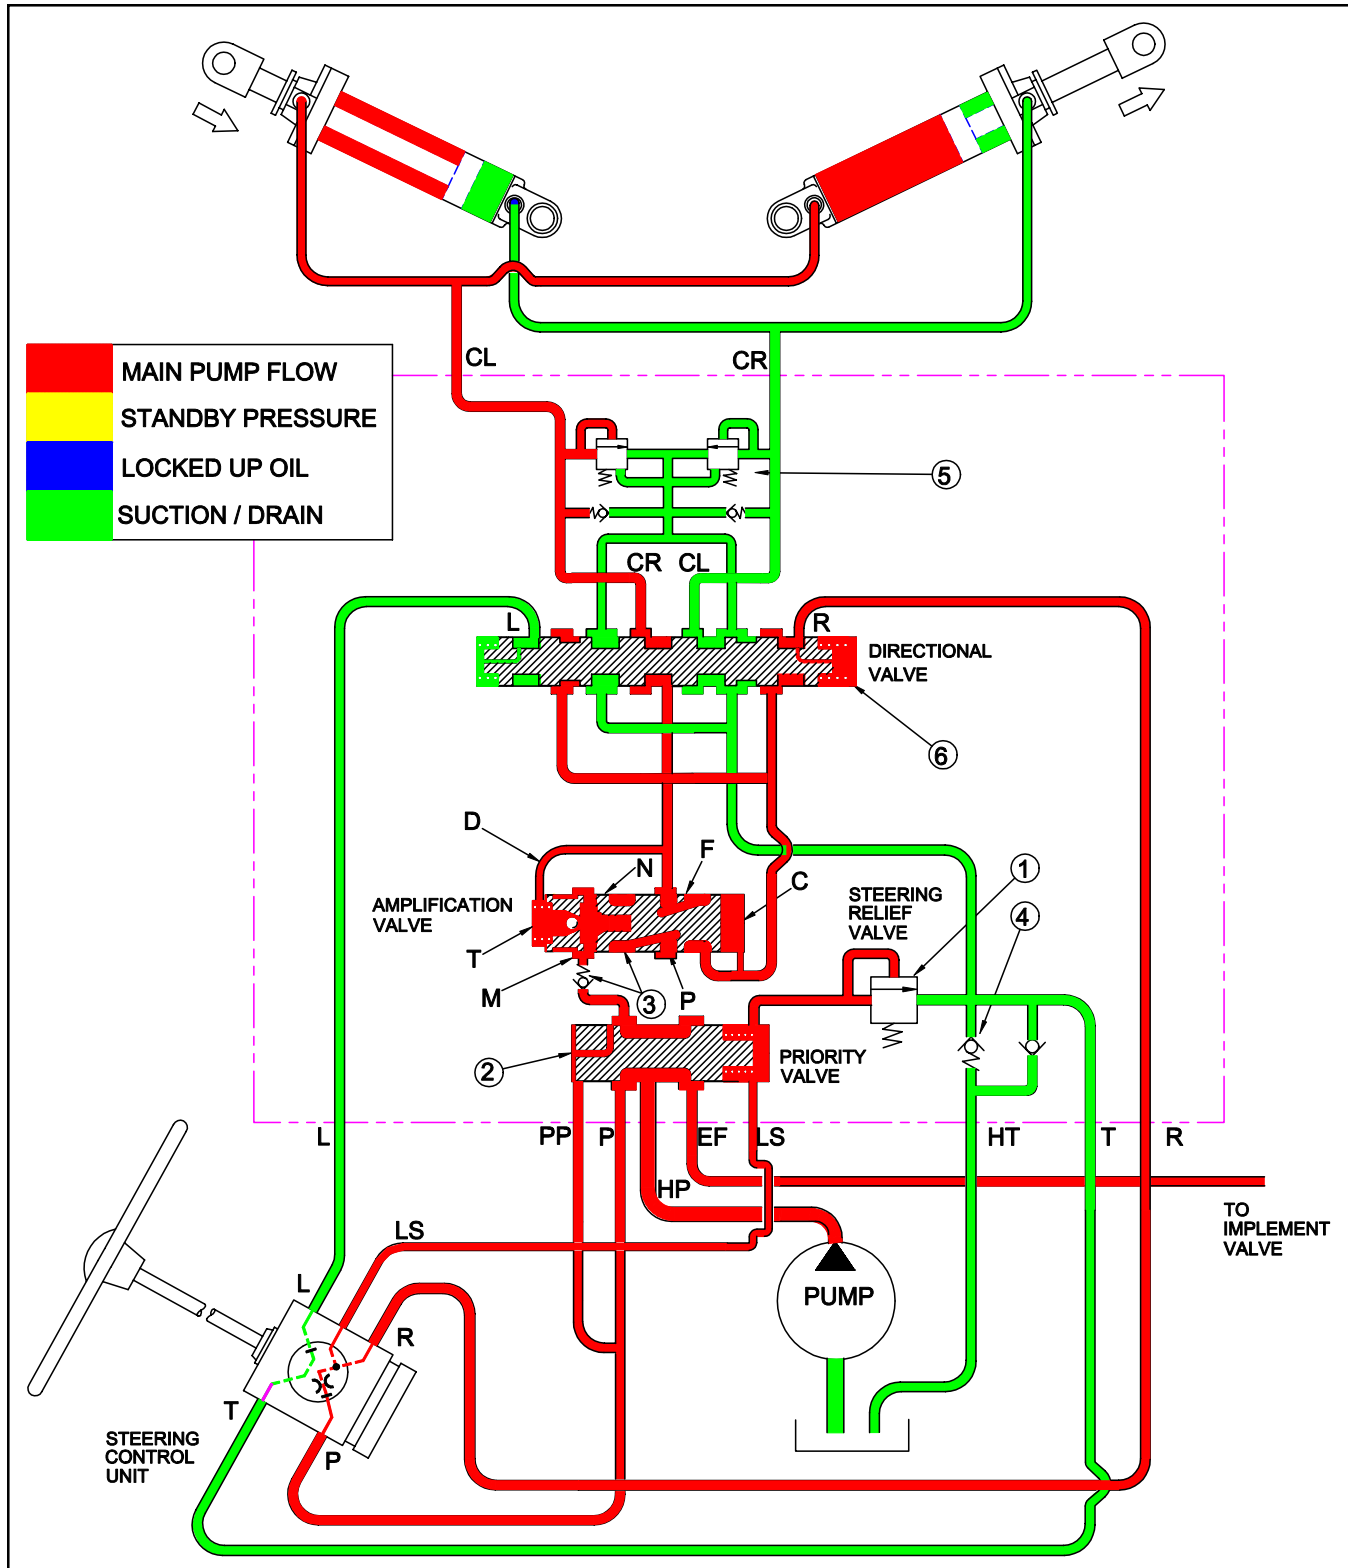 CL
CR
MAIN PUMP FLOW
STANDBY PRESSURE
LOCKED UP OIL
SUCTION / DRAIN
5
CR CL
L
R
DIRECTIONAL
VALVE
6
D
N
F
C
AMPLIFICATION
VALVE
T
M
3
P
1
STEERING
RELIEF
VALVE
4
2
PRIORITY
VALVE
L
PP
P
EF
LS
HT
T
R
HP
TO
IMPLEMENT
VALVE
LS
PUMP
L
R
T
P
STEERING
CONTROL
UNIT